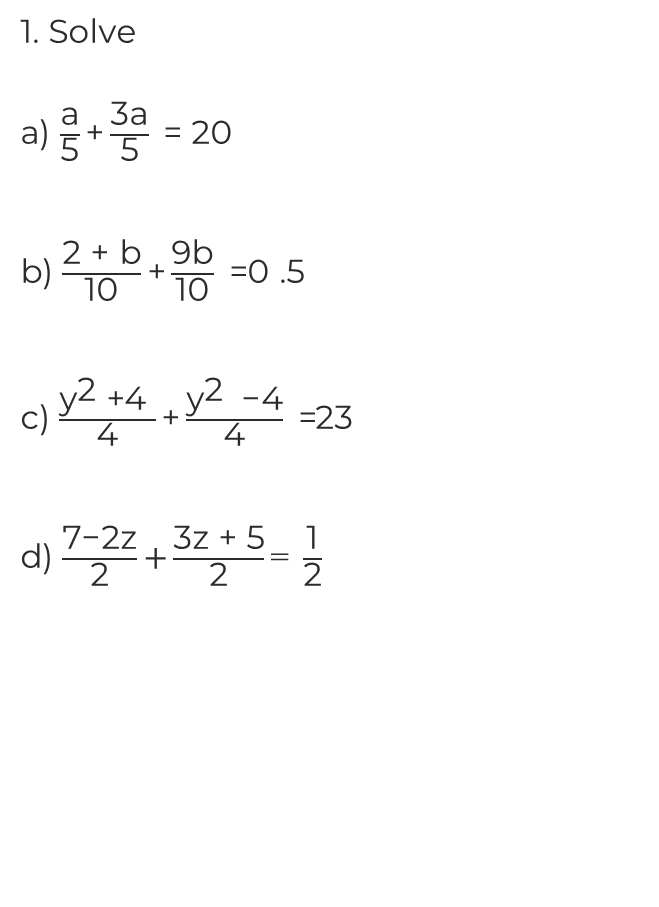 1. Solve
a) a/5 + 3a/5 = 20
b) 2 + b/10 + 9b/10 =0 .5
c) y² +4/4 + y² −4/4 =23
d) 7−2z/2 + 3z + 5/2 = 1/2